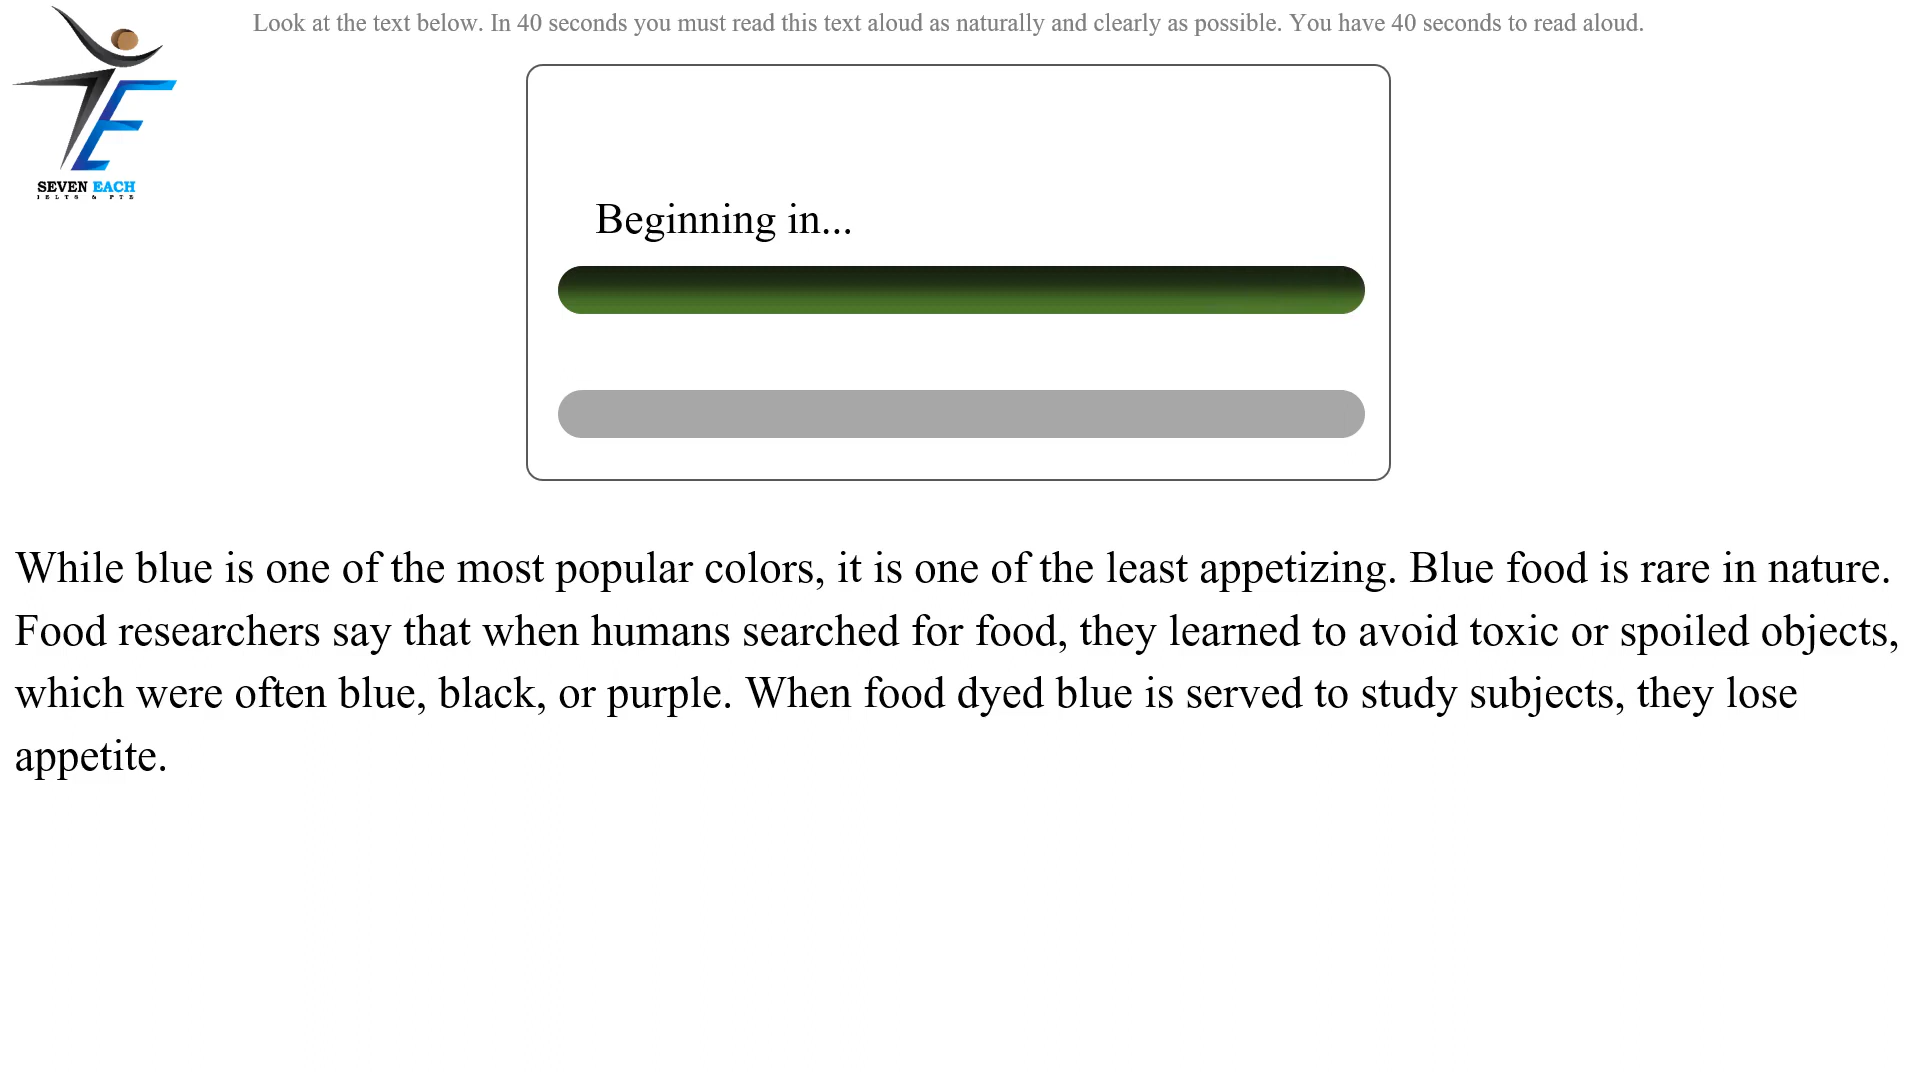 Look at the text below. In 40 seconds you must read this text aloud as naturally and clearly as possible. You have 40 seconds to read aloud.
SEVEN EACH
IELTS & PTE
Beginning in...
While blue is one of the most popular colors, it is one of the least appetizing. Blue food is rare in nature.
Food researchers say that when humans searched for food, they learned to avoid toxic or spoiled objects,
which were often blue, black, or purple. When food dyed blue is served to study subjects, they lose
appetite.